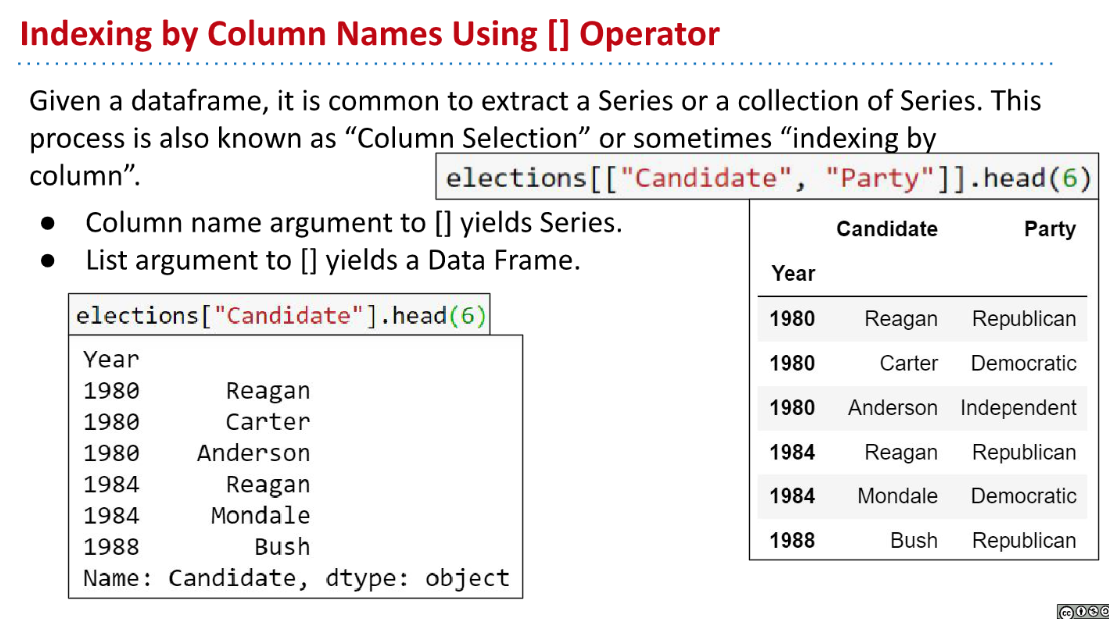 Indexing by Column Names Using [] Operator
Given a dataframe, it is common to extract a Series or a collection of Series. This
process is also known as “Column Selection” or sometimes “indexing by
column”.
● Column name argument to [] yields Series.
● List argument to [] yields a Data Frame.
elections["Candidate"].head(6)
Year
1980 Reagan
1980 Carter
1980 Anderson
1984 Reagan
1984 Mondale
1988 Bush
Name: Candidate, dtype: object
elections[["Candidate", "Party"]].head(6)
Candidate Party
Year
1980 Reagan Republican
1980 Carter Democratic
1980 Anderson Independent
1984 Reagan Republican
1984 Mondale Democratic
1988 Bush Republican